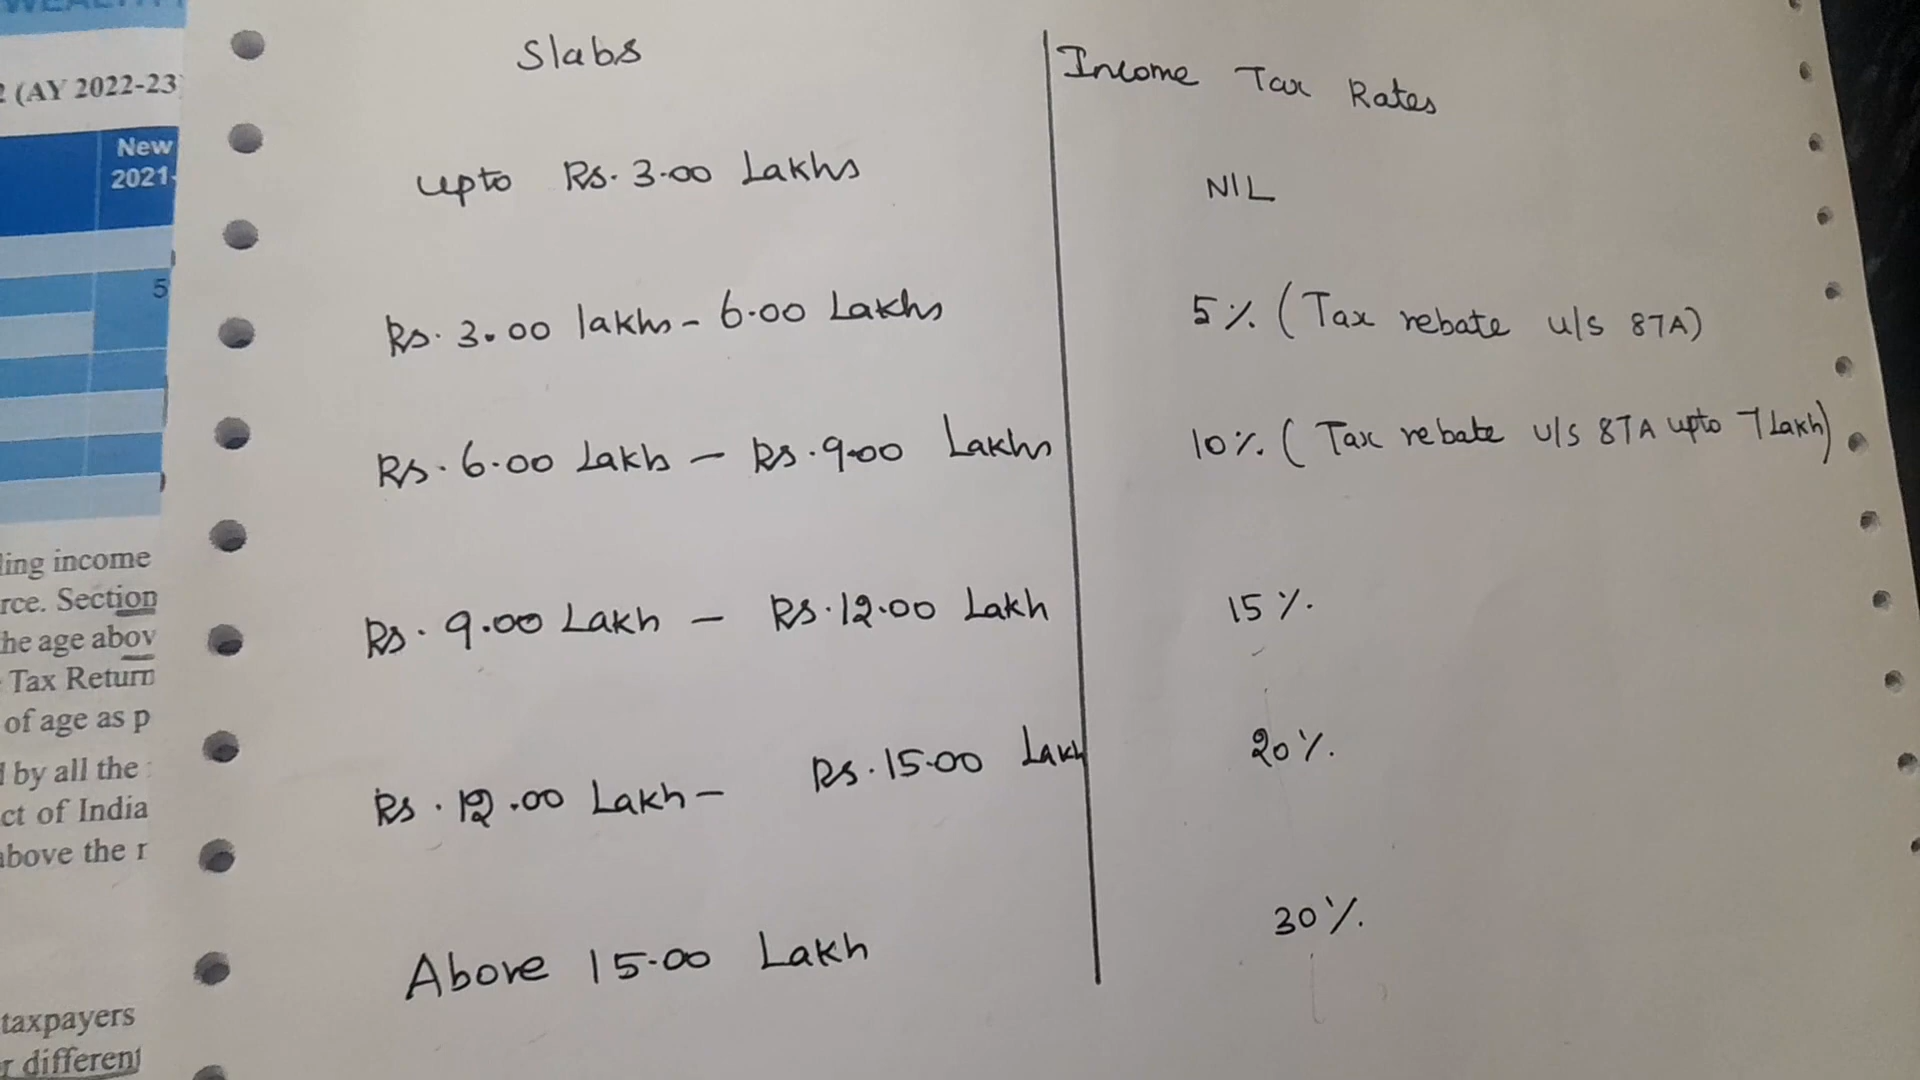 2 (AY 2022-23)
New
2021-
5
ling income
rce. Section
he age abov
Tax Return
of age as p
d by all the
ct of India
above the r
taxpayers
r different
Slabs | Income Tax Rates
upto Rs. 3.00 Lakhs NIL
Rs. 3.00 lakhs - 6.00 Lakhs 5% (Tax rebate u/s 87A)
Rs. 6.00 Lakh - Rs. 9.00 Lakhs 10% (Tax rebate u/s 87A upto 7 Lakh)
Rs. 9.00 Lakh - Rs. 12.00 Lakh 15%.
Rs. 12.00 Lakh - Rs. 15.00 Lakh 20%.
Above 15.00 Lakh 30%.